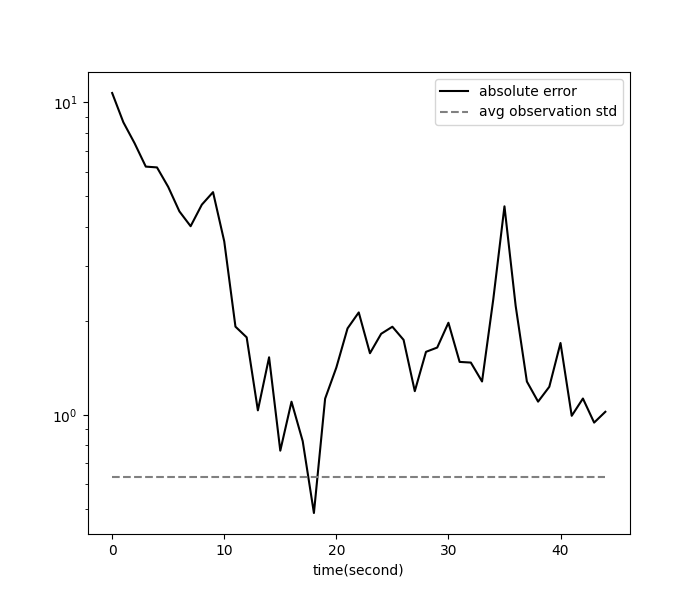 absolute error
avg observation std
10¹
10⁰
0 10 20 30 40
time(second)